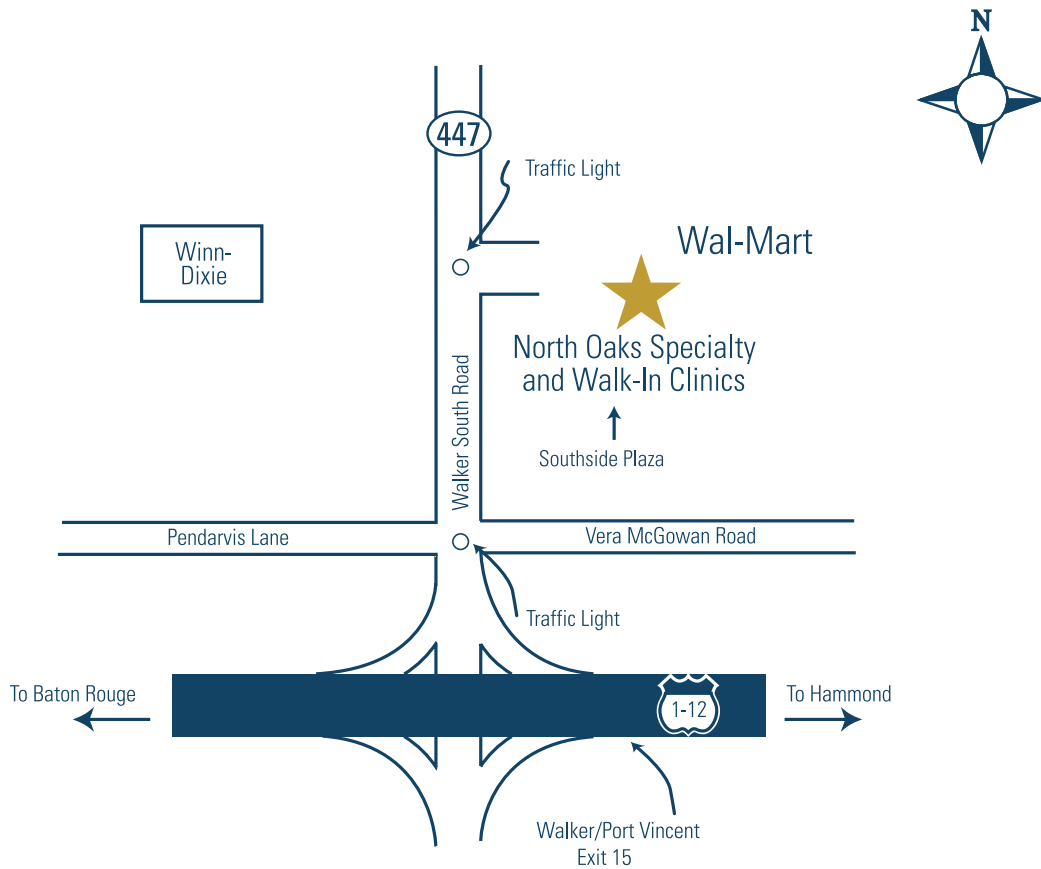 N
447
Traffic Light
Wal-Mart
Winn-
Dixie
North Oaks Specialty
and Walk-In Clinics
Walker South Road
Southside Plaza
Pendarvis Lane
Vera McGowan Road
Traffic Light
To Baton Rouge
1-12
To Hammond
Walker/Port Vincent
Exit 15